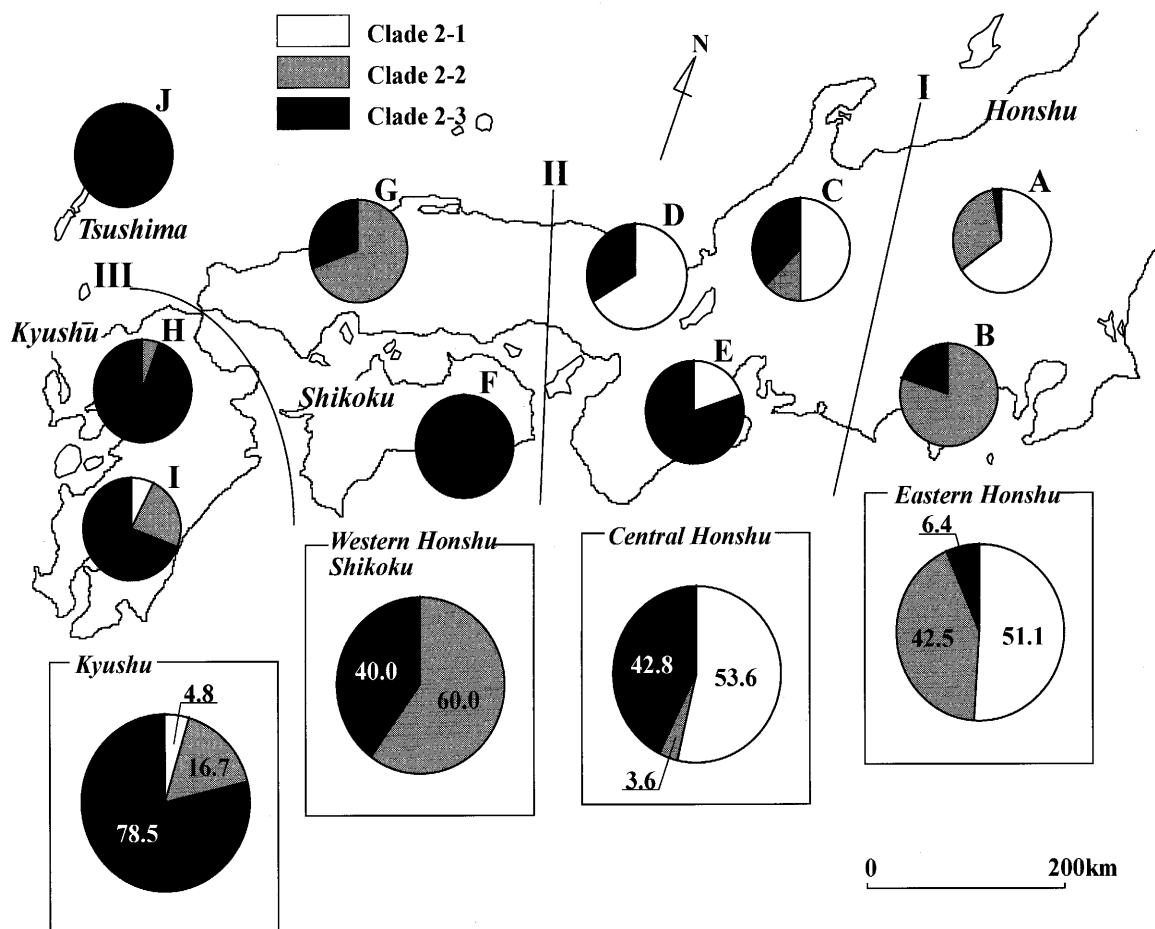 Clade 2-1
Clade 2-2
Clade 2-3
N
I
Honshu
J
Tsushima
G
II
D
C
A
III
Kyushu
H
Shikoku
F
E
B
I
Eastern Honshu
6.4
42.5
51.1
Western Honshu
Shikoku
40.0
60.0
Central Honshu
42.8
53.6
3.6
Kyushu
4.8
16.7
78.5
0
200km